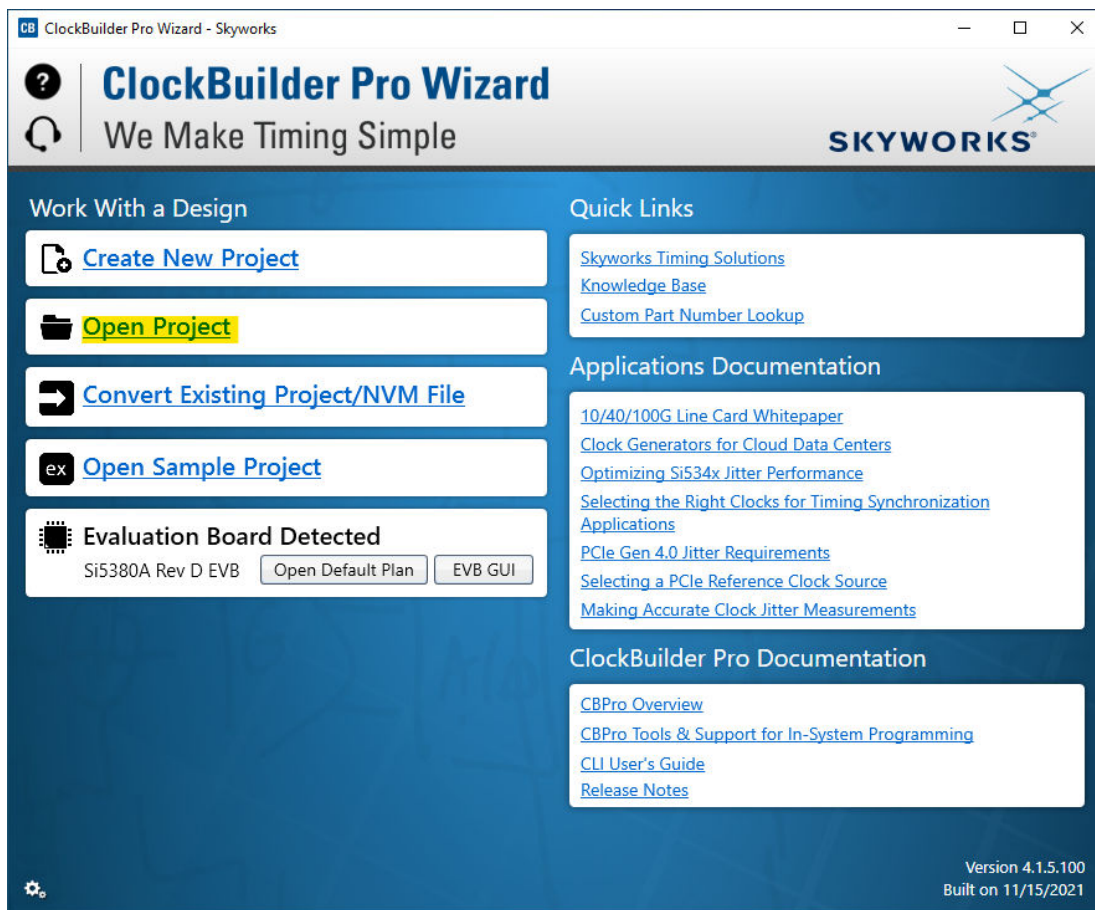 CB ClockBuilder Pro Wizard - Skyworks
?
ClockBuilder Pro Wizard
We Make Timing Simple
SKYWORKS®
Work With a Design
Create New Project
Open Project
Convert Existing Project/NVM File
ex Open Sample Project
Evaluation Board Detected
Si5380A Rev D EVB Open Default Plan EVB GUI
Quick Links
Skyworks Timing Solutions
Knowledge Base
Custom Part Number Lookup
Applications Documentation
10/40/100G Line Card Whitepaper
Clock Generators for Cloud Data Centers
Optimizing Si534x Jitter Performance
Selecting the Right Clocks for Timing Synchronization
Applications
PCIe Gen 4.0 Jitter Requirements
Selecting a PCIe Reference Clock Source
Making Accurate Clock Jitter Measurements
ClockBuilder Pro Documentation
CBPro Overview
CBPro Tools & Support for In-System Programming
CLI User's Guide
Release Notes
Version 4.1.5.100
Built on 11/15/2021